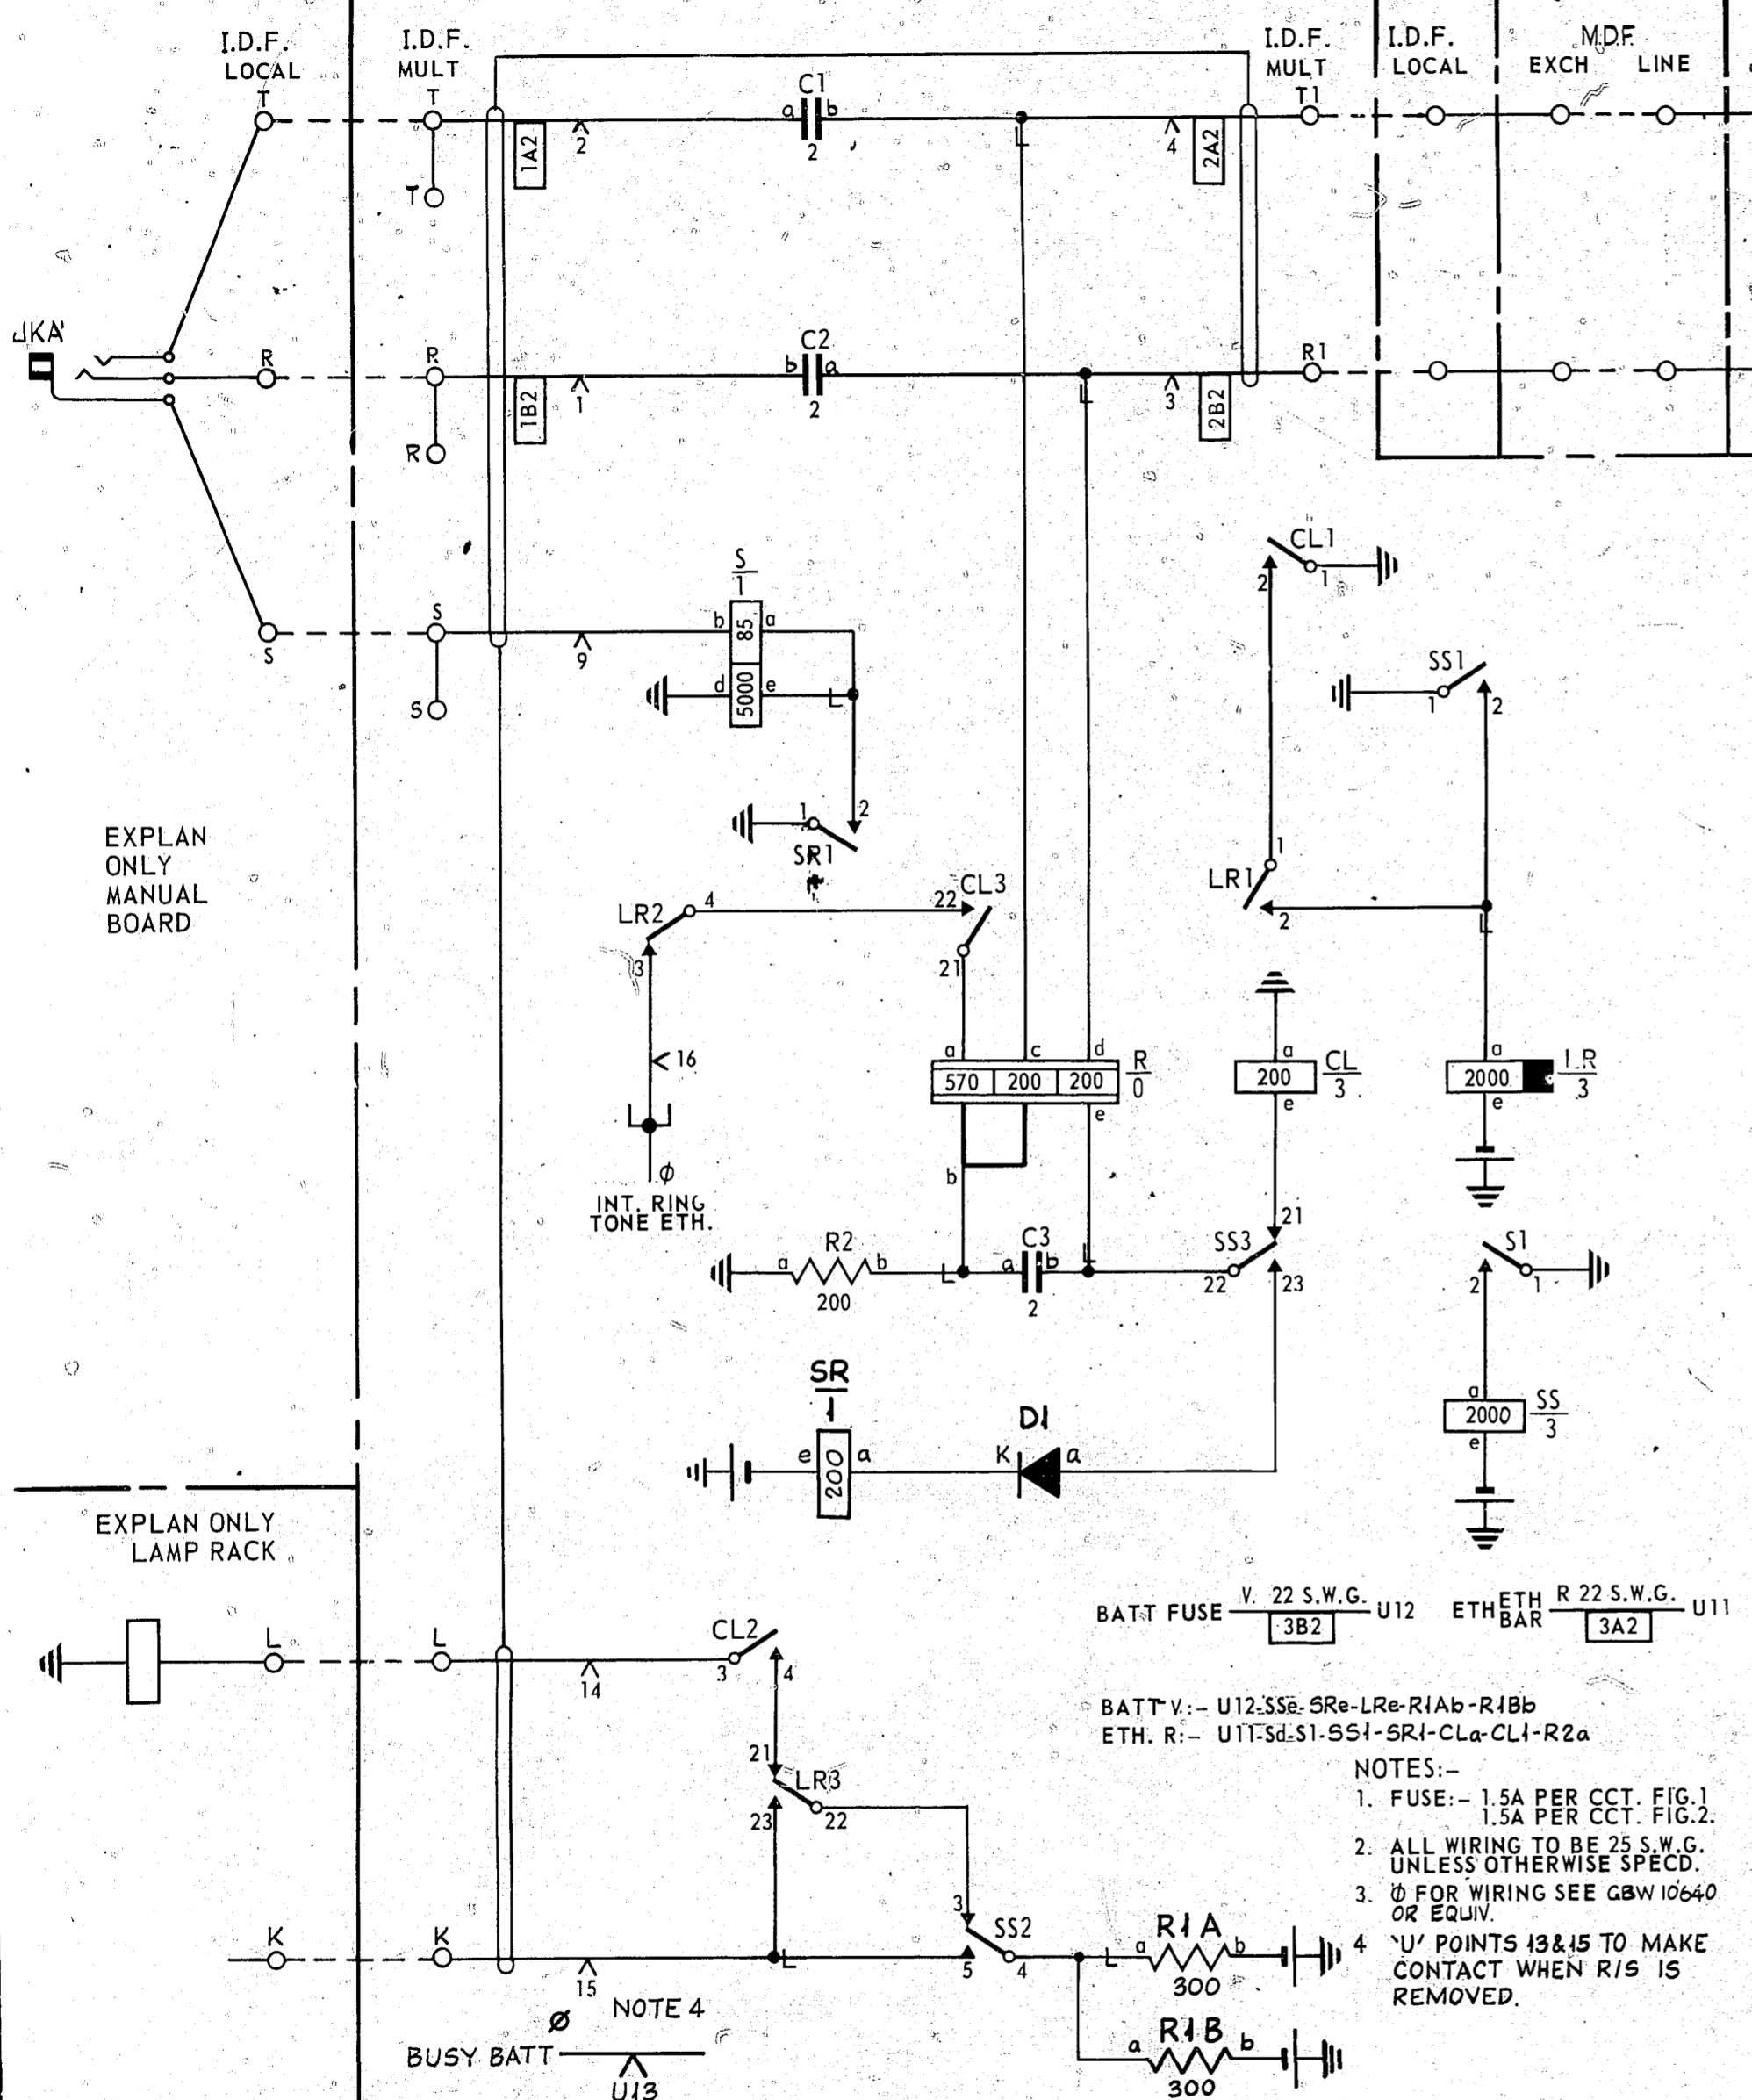 I.D.F.
LOCAL
T
I.D.F.
MULT
T
T
1A2
2
C1
a b
2
L
4
2A2
I.D.F.
MULT
T1
I.D.F.
LOCAL
M.D.F.
EXCH LINE
JKA
R
R
R
1B2
1
C2
b a
2
L
3
2B2
R1
S
S
S
9
S
1
b 85 a
d 5000 e
L
1 2
SR1
CL1
2 1
SS1
1 2
LR1
1
2
L
EXPLAN
ONLY
MANUAL
BOARD
LR2 4
3
22 CL3
21
16
Ø
INT. RING
TONE ETH.
a c d
570 200 200
R
0
b e
a
200
CL
3
e
a
2000
LR
3
e
R2
a b
200
L
C3
a b
2
L
SS3
21
22 23
S1
2 1
SR
1
e 200 a
D1
K a
a
2000
SS
3
e
EXPLAN ONLY
LAMP RACK
L
L
14
CL2
3 4
21
LR3
23 22
BATT FUSE V. 22 S.W.G. U12
3B2
ETH ETH BAR R 22 S.W.G. U11
3A2
BATT V.:- U12-SSe-SRe-LRe-R1Ab-R1Bb
ETH. R:- U11-Sd-S1-SS1-SR1-CLa-CL1-R2a
NOTES:-
1. FUSE:- 1.5A PER CCT. FIG.1
1.5A PER CCT. FIG.2.
2. ALL WIRING TO BE 25 S.W.G.
UNLESS OTHERWISE SPECD.
3. Ø FOR WIRING SEE GBW 10640
OR EQUIV.
4 'U' POINTS 13&15 TO MAKE
CONTACT WHEN R/S IS
REMOVED.
K
K
15
L
3
SS2
5 4
L
R1A
a b
300
R1B
a b
300
NOTE 4
Ø
BUSY BATT
U13